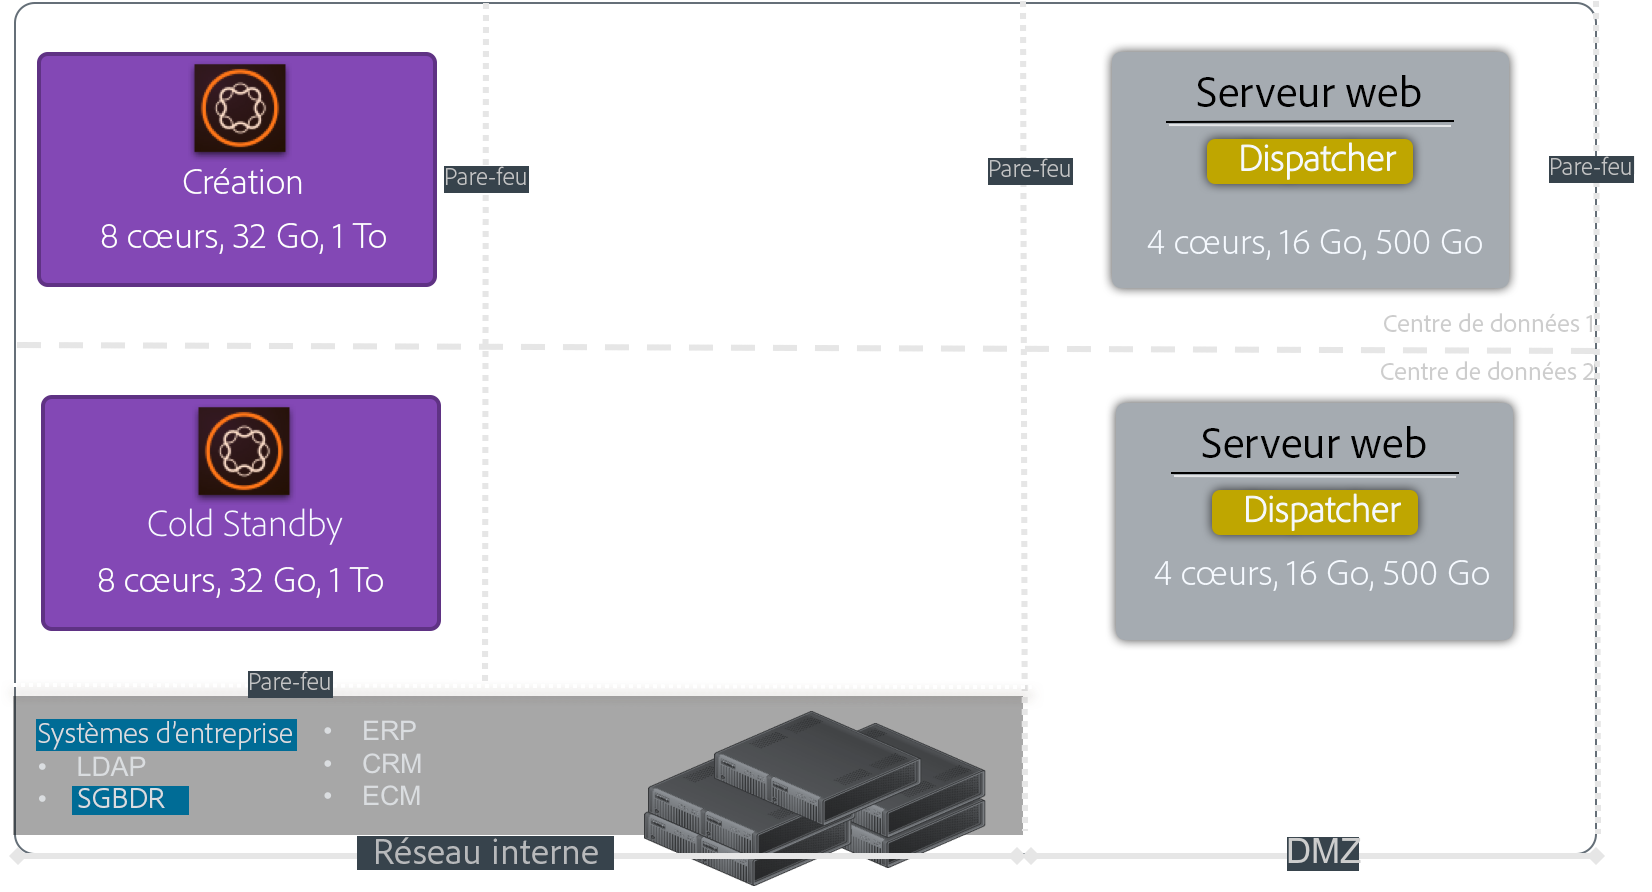 Création
8 cœurs, 32 Go, 1 To
Pare-feu
Pare-feu
Serveur web
Dispatcher
4 cœurs, 16 Go, 500 Go
Pare-feu
Centre de données 1
Centre de données 2
Cold Standby
8 cœurs, 32 Go, 1 To
Serveur web
Dispatcher
4 cœurs, 16 Go, 500 Go
Pare-feu
Systèmes d’entreprise
• LDAP
• SGBDR
• ERP
• CRM
• ECM
Réseau interne
DMZ